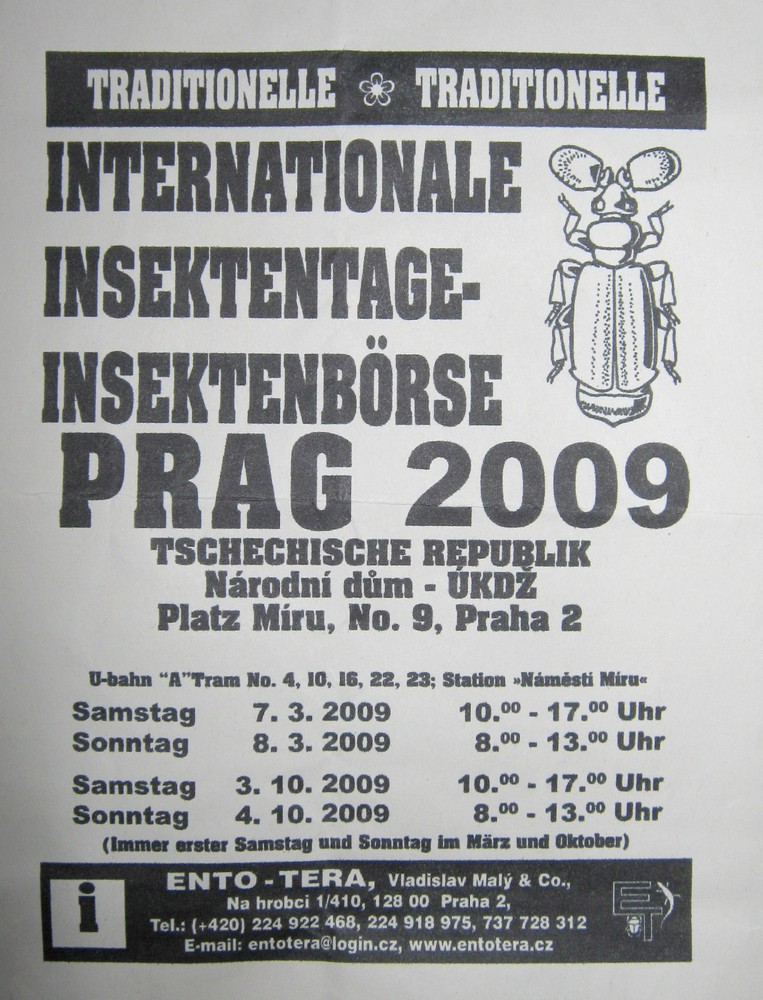 TRADITIONELLE TRADITIONELLE
INTERNATIONALE
INSEKTENTAGE-
INSEKTENBÖRSE
PRAG 2009
TSCHECHISCHE REPUBLIK
Národní dům - ÚKDŽ
Platz Míru, No. 9, Praha 2
U-bahn "A"Tram No. 4, 10, 16, 22, 23; Station »Náměstí Míru«
Samstag 7. 3. 2009 10.⁰⁰ - 17.⁰⁰ Uhr
Sonntag 8. 3. 2009 8.⁰⁰ - 13.⁰⁰ Uhr
Samstag 3. 10. 2009 10.⁰⁰ - 17.⁰⁰ Uhr
Sonntag 4. 10. 2009 8.⁰⁰ - 13.⁰⁰ Uhr
(Immer erster Samstag und Sonntag im März und Oktober)
i
ENTO - TERA, Vladislav Malý & Co.,
Na hrobci 1/410, 128 00 Praha 2,
Tel.: (+420) 224 922 468, 224 918 975, 737 728 312
E-mail: entotera@login.cz, www.entotera.cz
ET